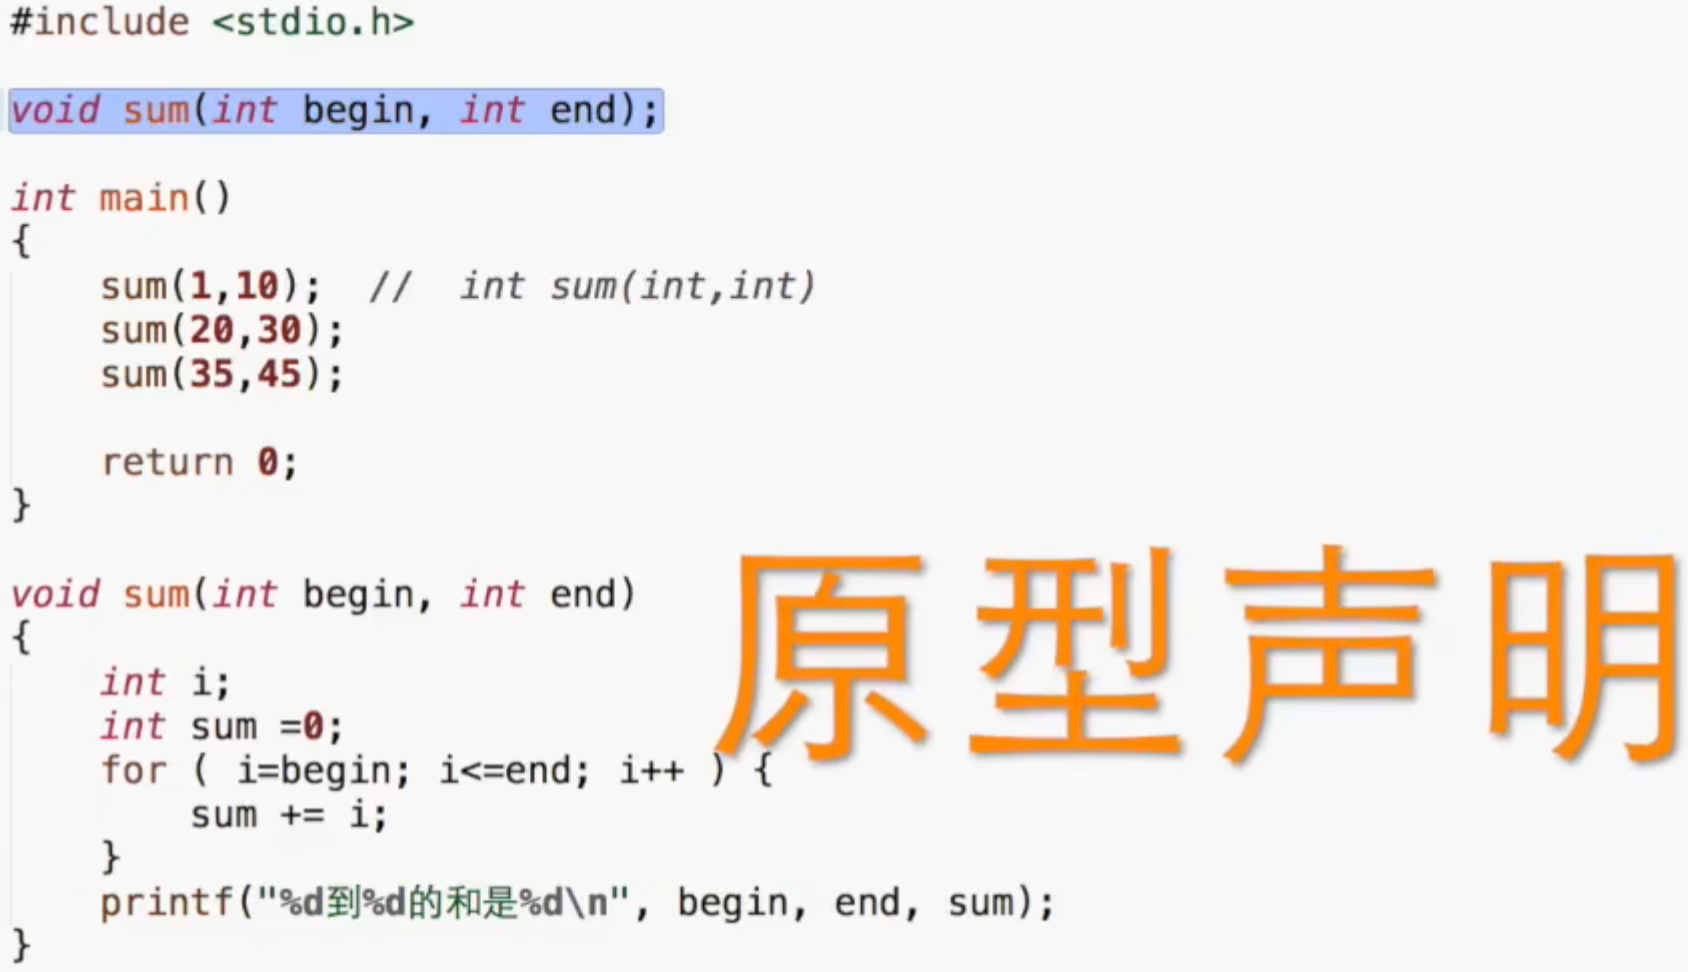 #include <stdio.h>
void sum(int begin, int end);
int main()
{
sum(1,10);  //  int sum(int,int)
sum(20,30);
sum(35,45);
return 0;
}
void sum(int begin, int end)
{
int i;
int sum =0;
for ( i=begin; i<=end; i++ ) {
sum += i;
}
printf("%d到%d的和是%d\n", begin, end, sum);
}
原型声明